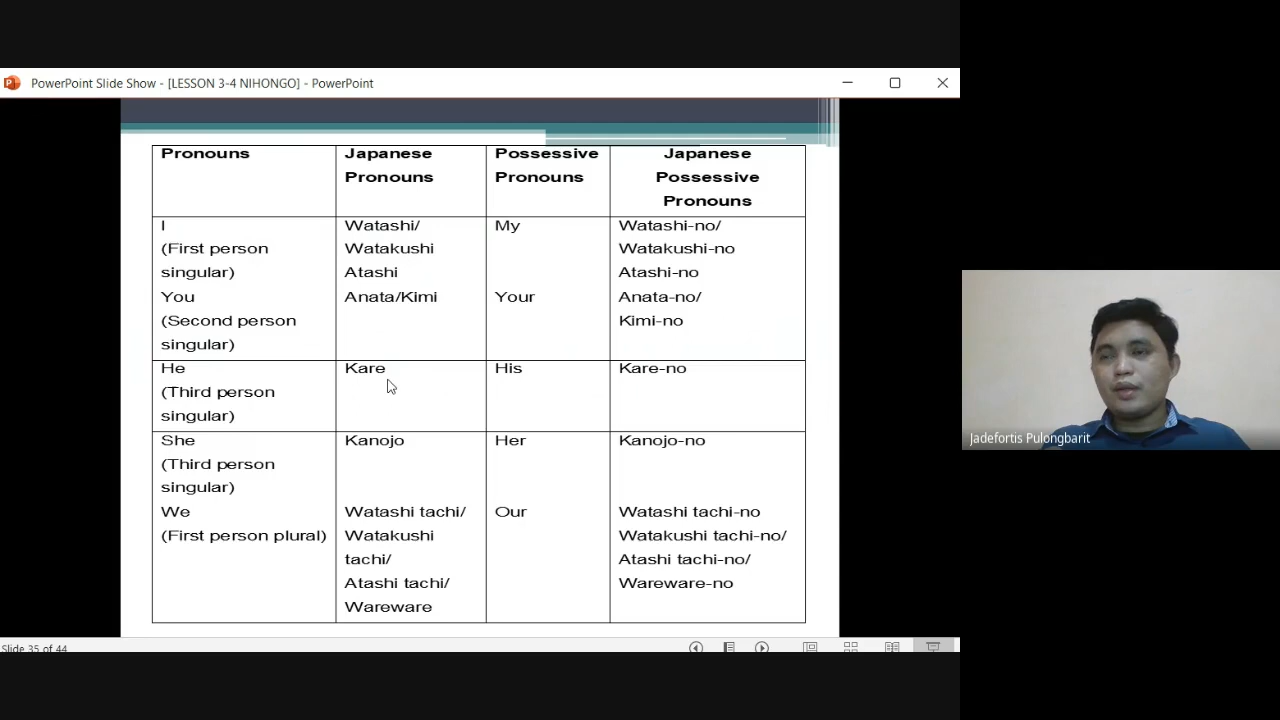 PowerPoint Slide Show - [LESSON 3-4 NIHONGO] - PowerPoint
Pronouns
Japanese
Pronouns
Possessive
Pronouns
Japanese
Possessive
Pronouns
I
(First person
singular)
Watashi/
Watakushi
Atashi
My
Watashi-no/
Watakushi-no
Atashi-no
You
(Second person
singular)
Anata/Kimi
Your
Anata-no/
Kimi-no
He
(Third person
singular)
Kare
His
Kare-no
She
(Third person
singular)
Kanojo
Her
Kanojo-no
We
(First person plural)
Watashi tachi/
Watakushi
tachi/
Atashi tachi/
Wareware
Our
Watashi tachi-no
Watakushi tachi-no/
Atashi tachi-no/
Wareware-no
Slide 35 of 44
Jadefortis Pulongbarit